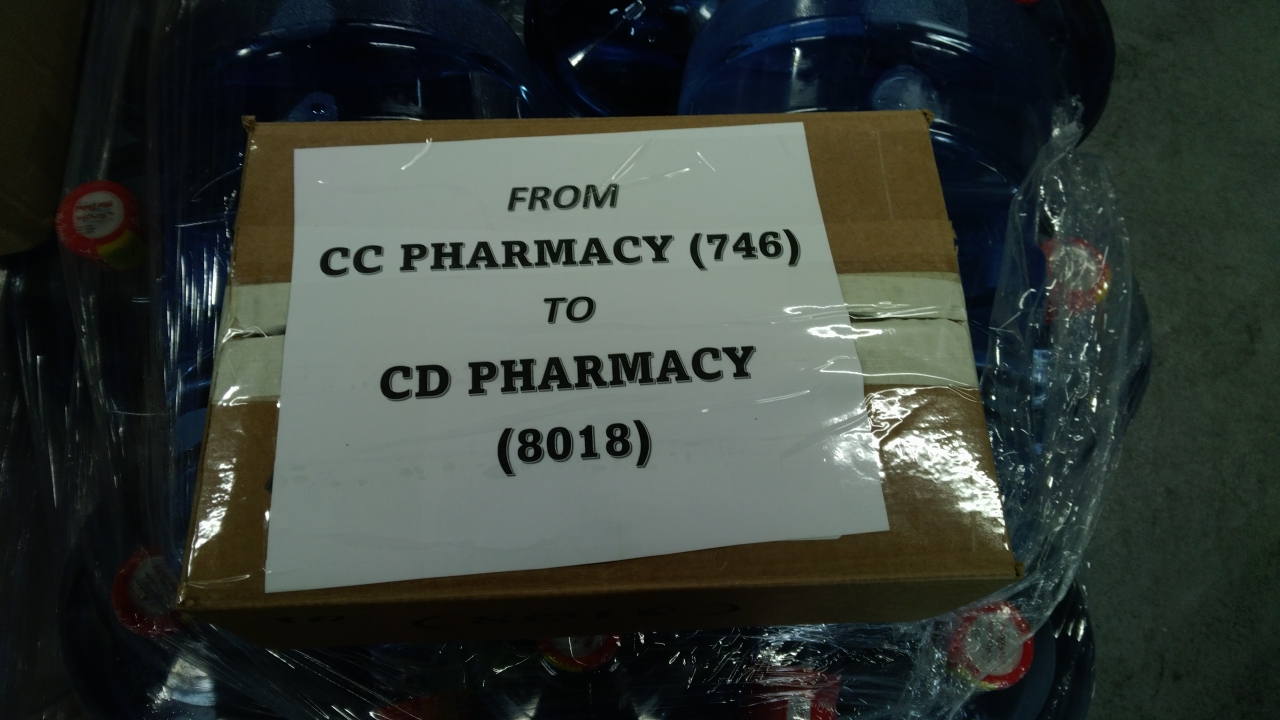 FROM
CC PHARMACY (746)
TO
CD PHARMACY
(8018)